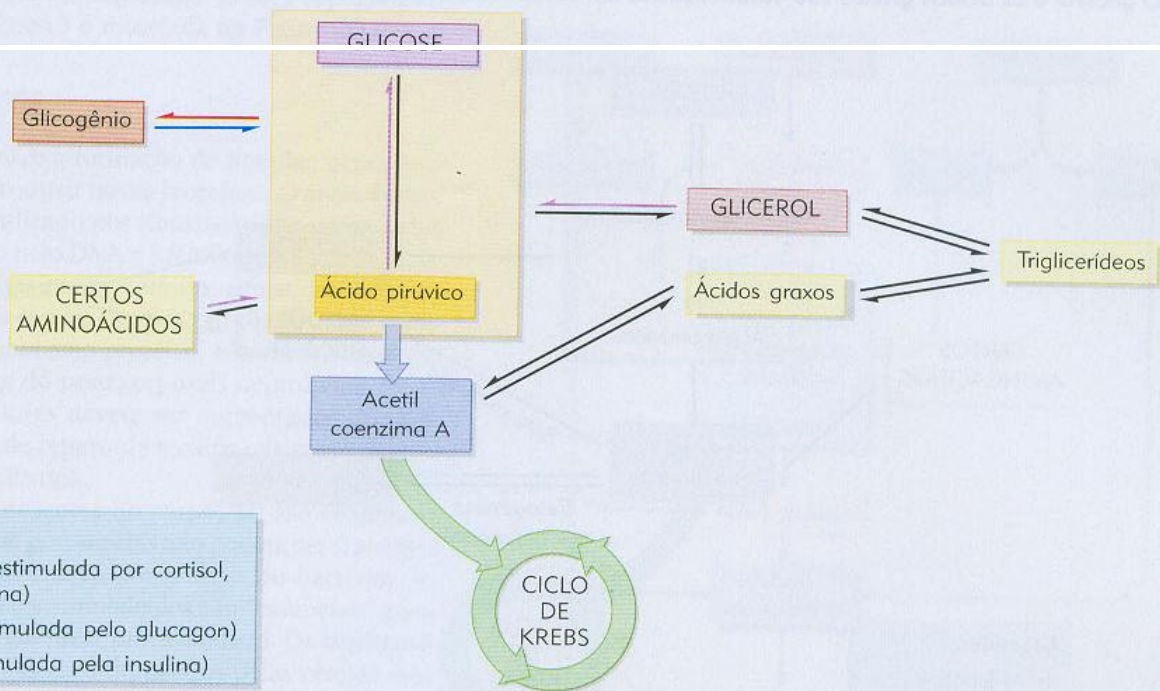 GLICOSE
Glicogênio
GLICEROL
Triglicerídeos
CERTOS
AMINOÁCIDOS
Ácido pirúvico
Ácidos graxos
Acetil
coenzima A
CICLO
DE
KREBS
estimulada por cortisol,
na)
mulada pelo glucagon)
nulada pela insulina)